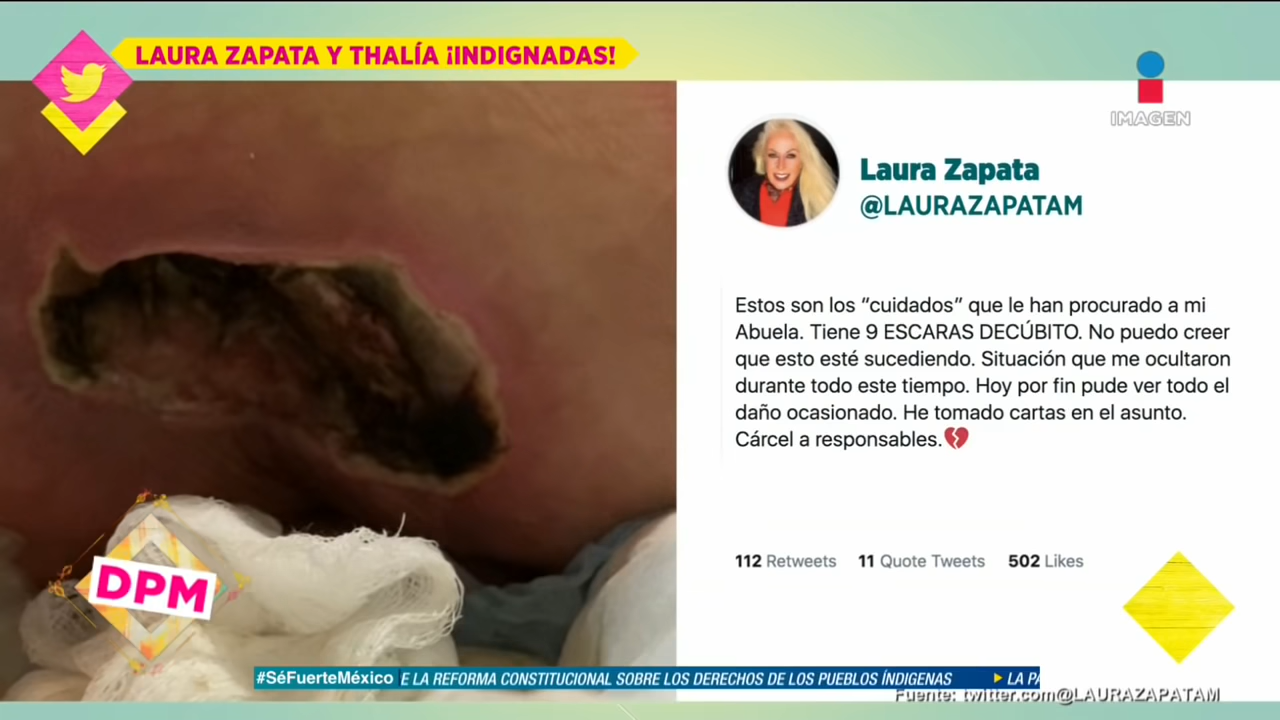 LAURA ZAPATA Y THALÍA ¡INDIGNADAS!
IMAGEN
Laura Zapata
@LAURAZAPATAM
Estos son los “cuidados” que le han procurado a mi
Abuela. Tiene 9 ESCARAS DECÚBITO. No puedo creer
que esto esté sucediendo. Situación que me ocultaron
durante todo este tiempo. Hoy por fin pude ver todo el
daño ocasionado. He tomado cartas en el asunto.
Cárcel a responsables.💔
112 Retweets 11 Quote Tweets 502 Likes
DPM
#SéFuerteMéxico E LA REFORMA CONSTITUCIONAL SOBRE LOS DERECHOS DE LOS PUEBLOS ÍNDIGENAS LA PA
Fuente: twitter.com@LAURAZAPATAM